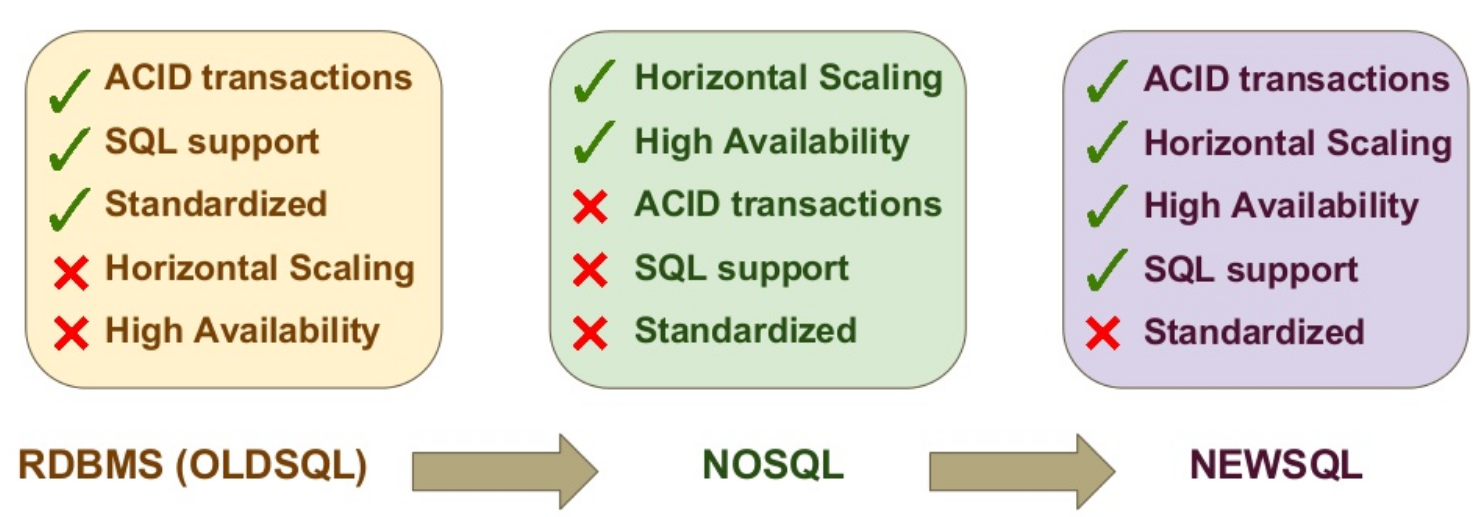 ACID transactions
SQL support
Standardized
Horizontal Scaling
High Availability
RDBMS (OLDSQL)
Horizontal Scaling
High Availability
ACID transactions
SQL support
Standardized
NOSQL
ACID transactions
Horizontal Scaling
High Availability
SQL support
Standardized
NEWSQL